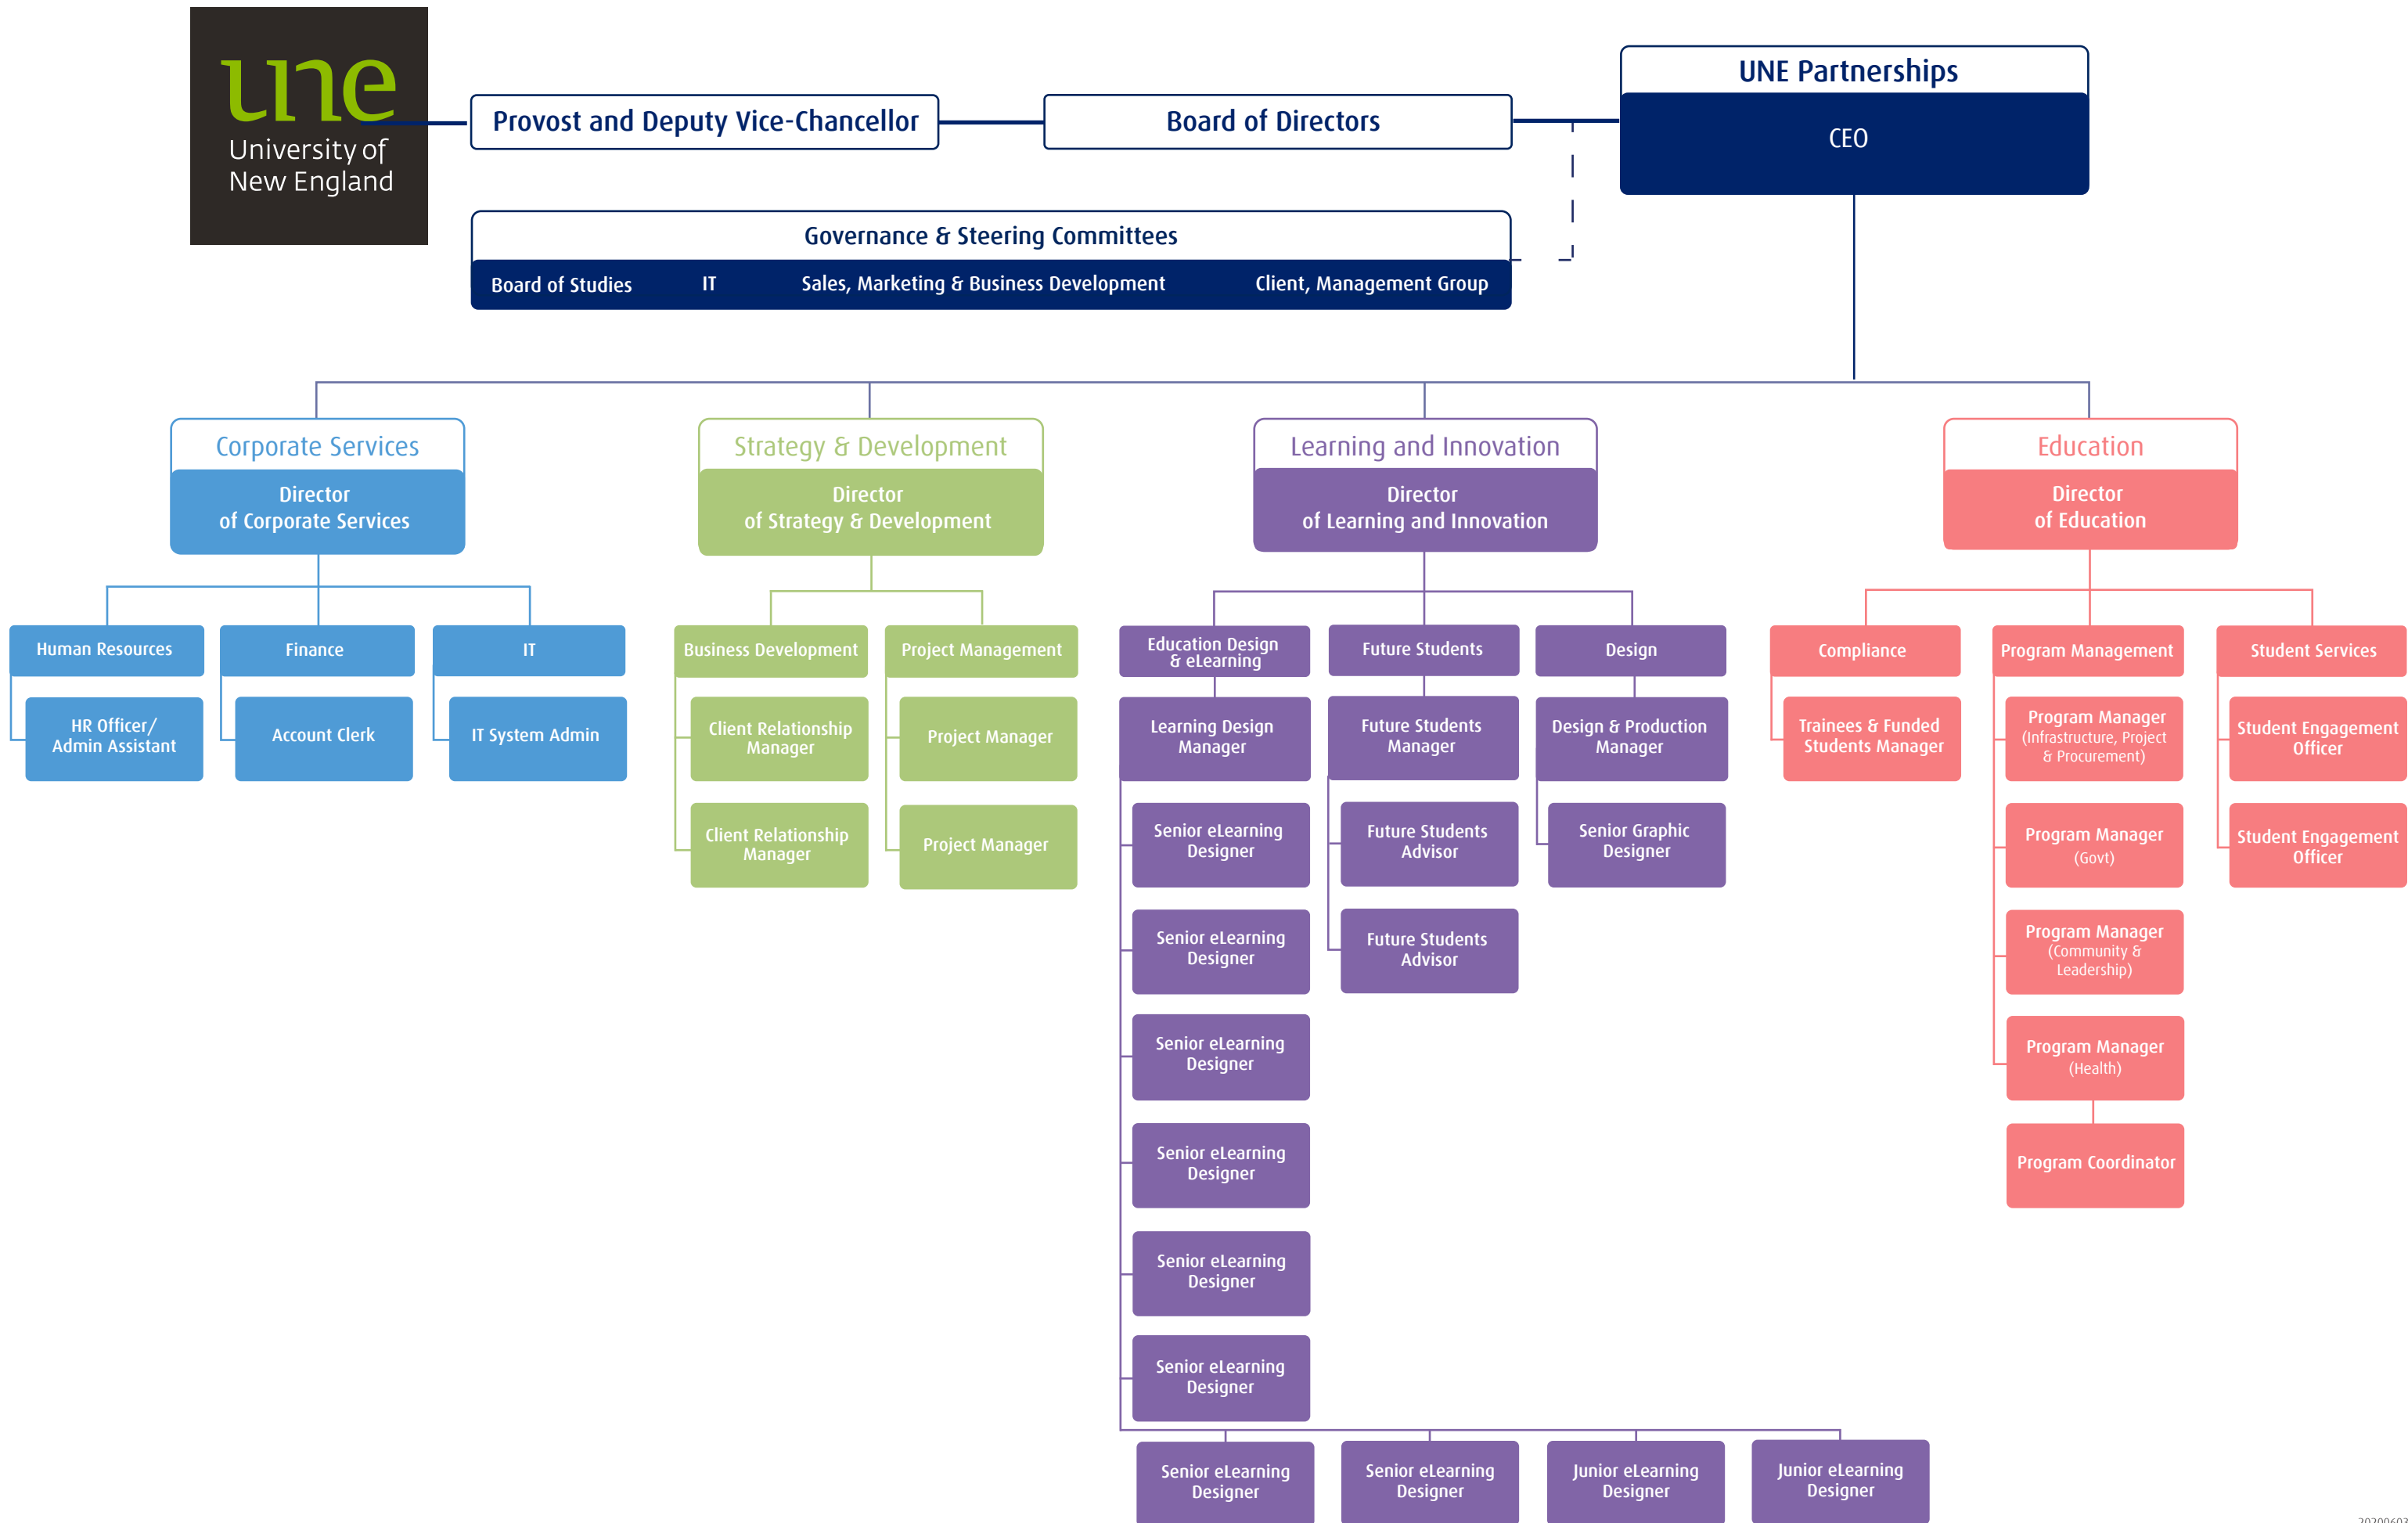 une
University of
New England
Provost and Deputy Vice-Chancellor
Board of Directors
UNE Partnerships
CEO
Governance & Steering Committees
Board of Studies
IT
Sales, Marketing & Business Development
Client, Management Group
Corporate Services
Director
of Corporate Services
Human Resources
HR Officer/
Admin Assistant
Finance
Account Clerk
IT
IT System Admin
Strategy & Development
Director
of Strategy & Development
Business Development
Client Relationship
Manager
Client Relationship
Manager
Project Management
Project Manager
Project Manager
Learning and Innovation
Director
of Learning and Innovation
Education Design
& eLearning
Learning Design
Manager
Senior eLearning
Designer
Senior eLearning
Designer
Senior eLearning
Designer
Senior eLearning
Designer
Senior eLearning
Designer
Senior eLearning
Designer
Senior eLearning
Designer
Senior eLearning
Designer
Junior eLearning
Designer
Junior eLearning
Designer
Future Students
Future Students
Manager
Future Students
Advisor
Future Students
Advisor
Design
Design & Production
Manager
Senior Graphic
Designer
Education
Director
of Education
Compliance
Trainees & Funded
Students Manager
Program Management
Program Manager
(Infrastructure, Project
& Procurement)
Program Manager
(Govt)
Program Manager
(Community &
Leadership)
Program Manager
(Health)
Program Coordinator
Student Services
Student Engagement
Officer
Student Engagement
Officer